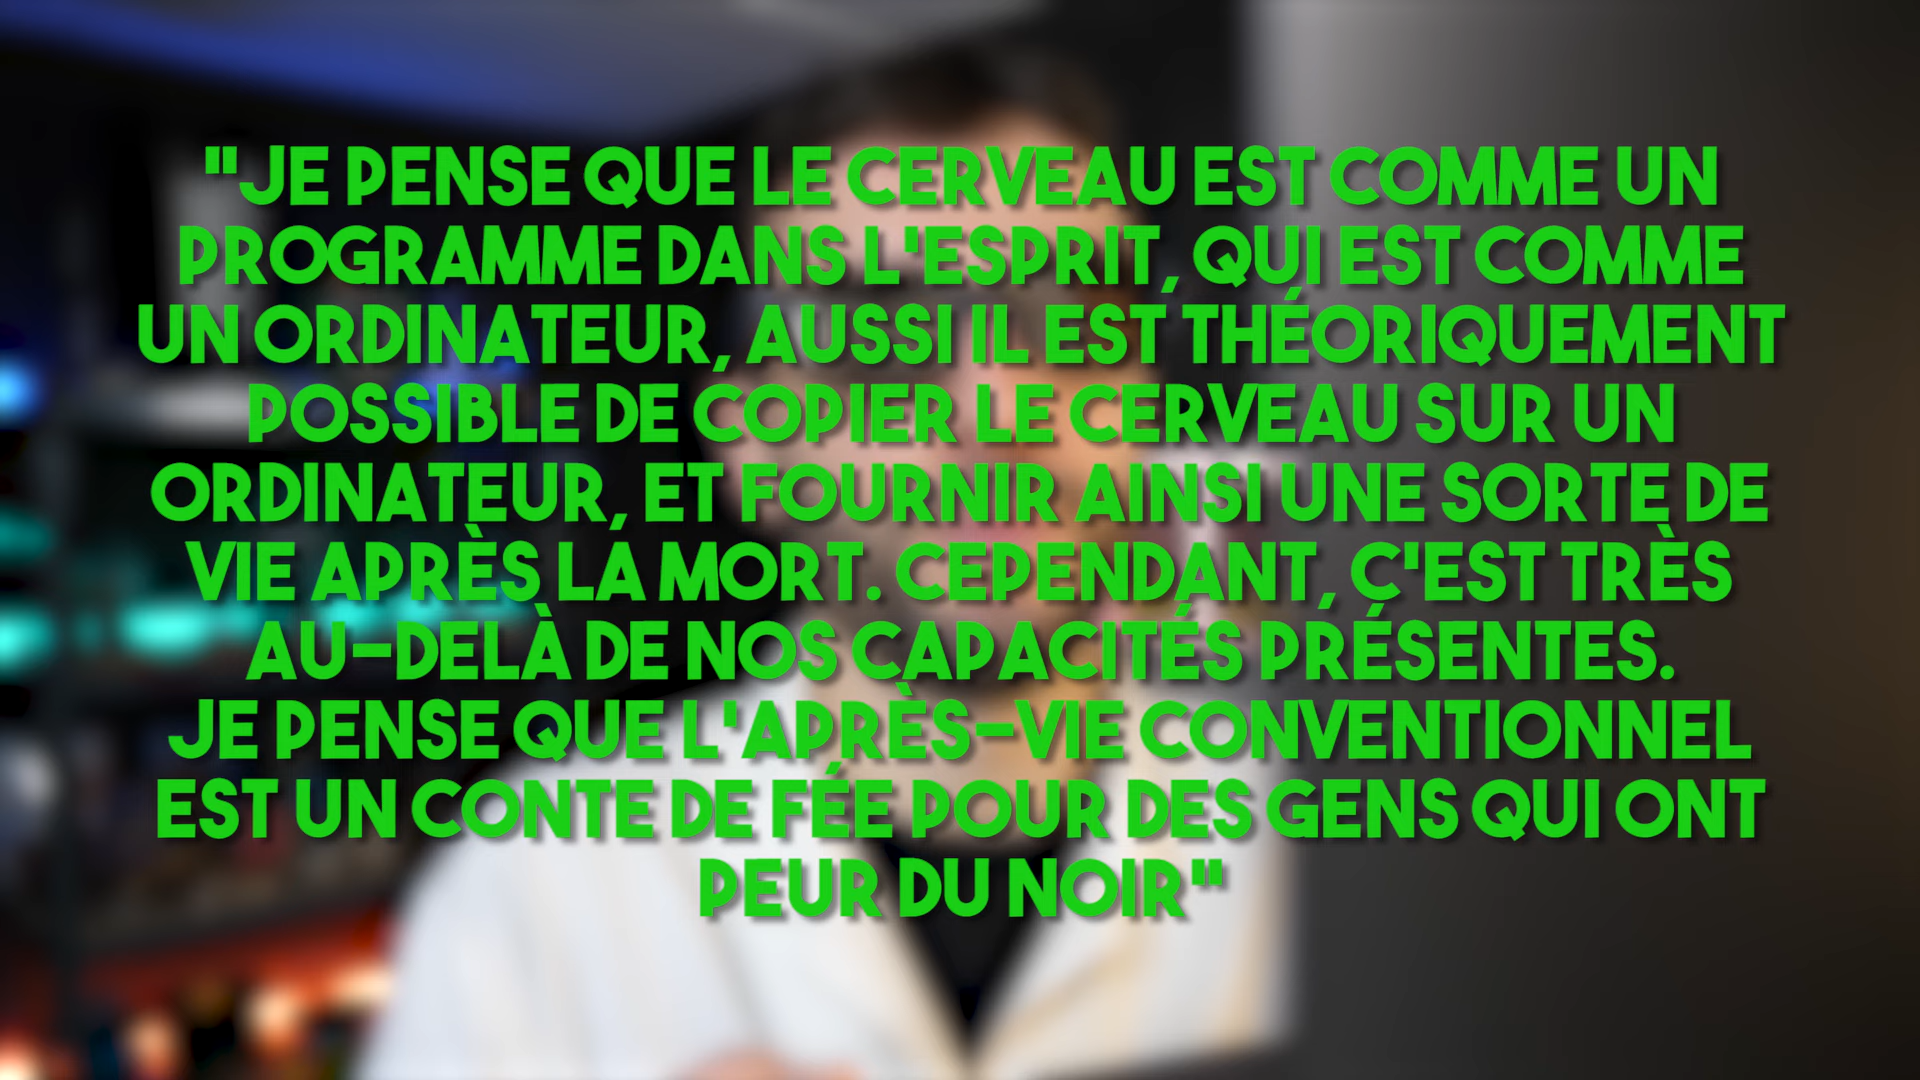 "JE PENSE QUE LE CERVEAU EST COMME UN
PROGRAMME DANS L'ESPRIT, QUI EST COMME
UN ORDINATEUR, AUSSI IL EST THÉORIQUEMENT
POSSIBLE DE COPIER LE CERVEAU SUR UN
ORDINATEUR, ET FOURNIR AINSI UNE SORTE DE
VIE APRÈS LA MORT. CEPENDANT, C'EST TRÈS
AU-DELÀ DE NOS CAPACITÉS PRÉSENTES.
JE PENSE QUE L'APRÈS-VIE CONVENTIONNEL
EST UN CONTE DE FÉE POUR DES GENS QUI ONT
PEUR DU NOIR"